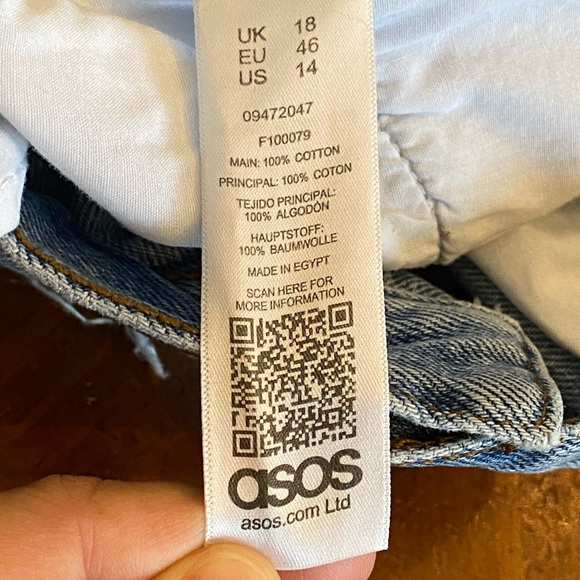 UK 18
EU 46
US 14
09472047
F100079
MAIN: 100% COTTON
PRINCIPAL: 100% COTON
TEJIDO PRINCIPAL:
100% ALGODÓN
HAUPTSTOFF:
100% BAUMWOLLE
MADE IN EGYPT
SCAN HERE FOR
MORE INFORMATION
asos
asos.com Ltd